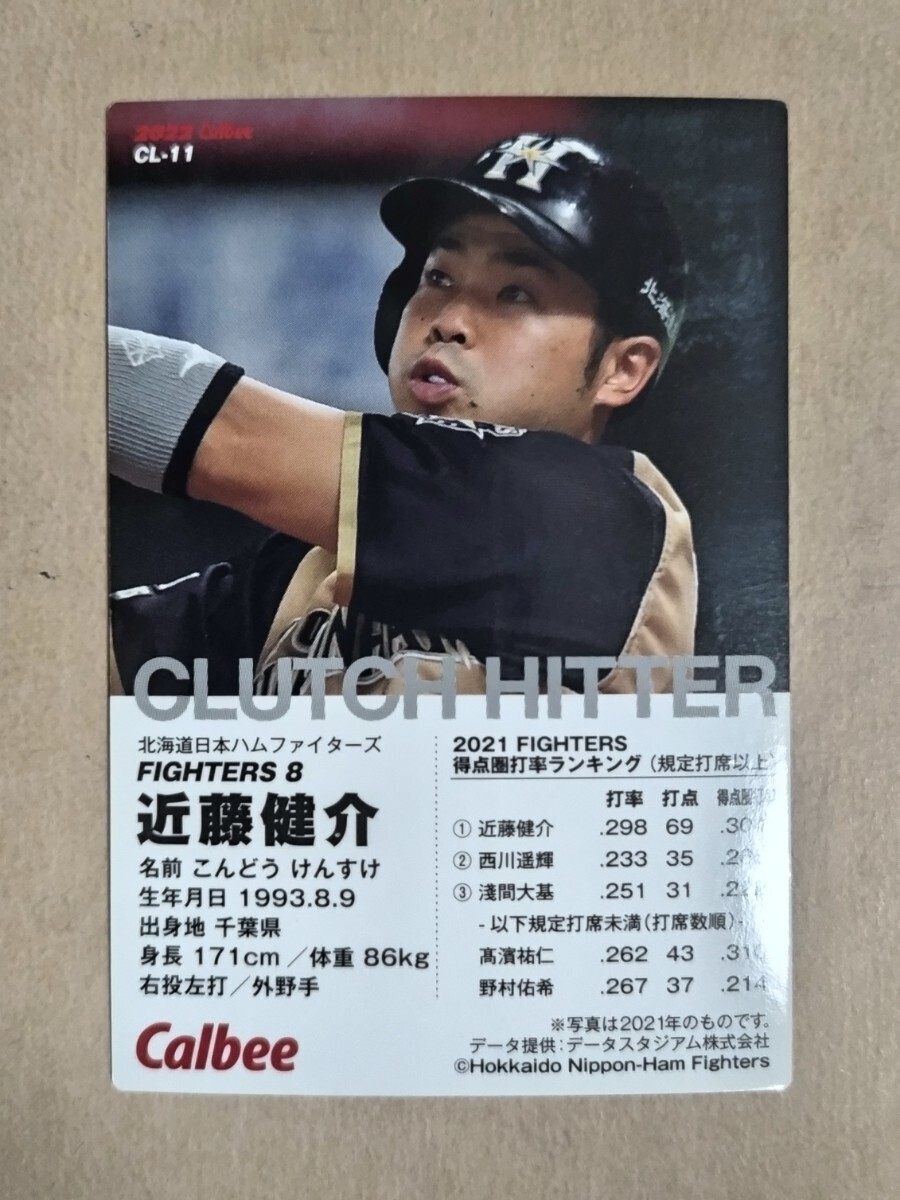 2022 Calbee
CL-11
H
北海
CLUTCH HITTER
北海道日本ハムファイターズ
FIGHTERS 8
近藤健介
名前 こんどう けんすけ
生年月日 1993.8.9
出身地 千葉県
身長 171cm／体重 86kg
右投左打／外野手
Calbee
2021 FIGHTERS
得点圏打率ランキング（規定打席以上）
打率 打点 得点圏打率
① 近藤健介 .298 69
② 西川遥輝 .233 35
③ 淺間大基 .251 31
- 以下規定打席未満（打席数順）-
髙濱祐仁 .262 43 .310
野村佑希 .267 37 .214
※写真は2021年のものです。
データ提供：データスタジアム株式会社
©Hokkaido Nippon-Ham Fighters